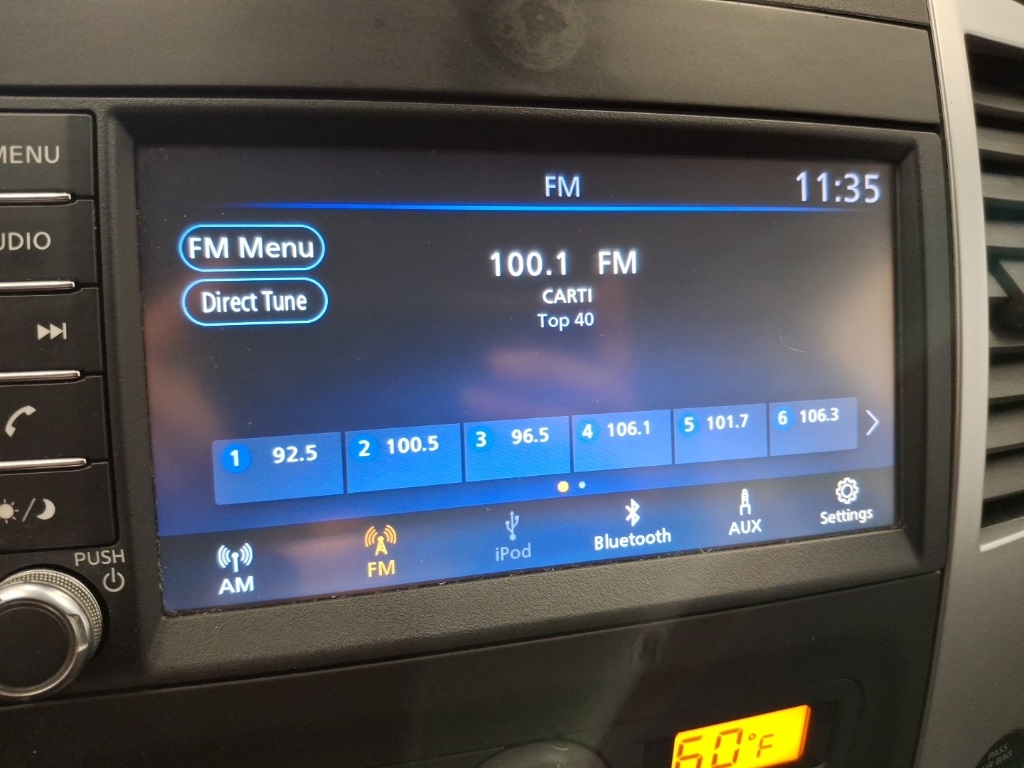 MENU
FM
11:35
UDIO
FM Menu
100.1 FM
Direct Tune
CARTI
Top 40
1 92.5
2 100.5
3 96.5
4 106.1
5 101.7
6 106.3
AM
FM
iPod
Bluetooth
AUX
Settings
PUSH
60°F
PASS